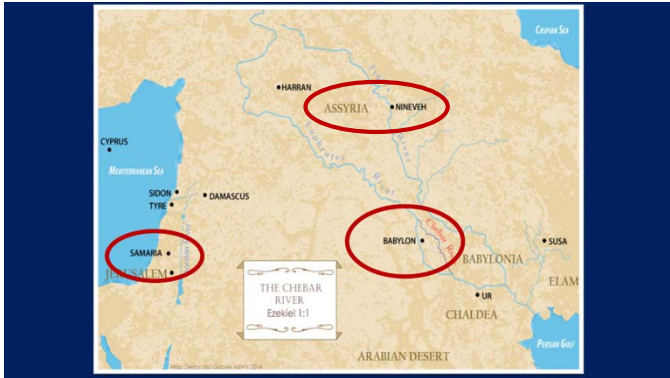 CASPIAN SEA
HARRAN
ASSYRIA
NINEVEH
CYPRUS
Euphrates River
River
MEDITERRANEAN SEA
SIDON
DAMASCUS
TYRE
Chebar
BABYLON
SUSA
SAMARIA
BABYLONIA
JERUSALEM
ELAM
THE CHEBAR
RIVER
Ezekiel 1:1
UR
CHALDEA
PERSIAN GULF
ARABIAN DESERT